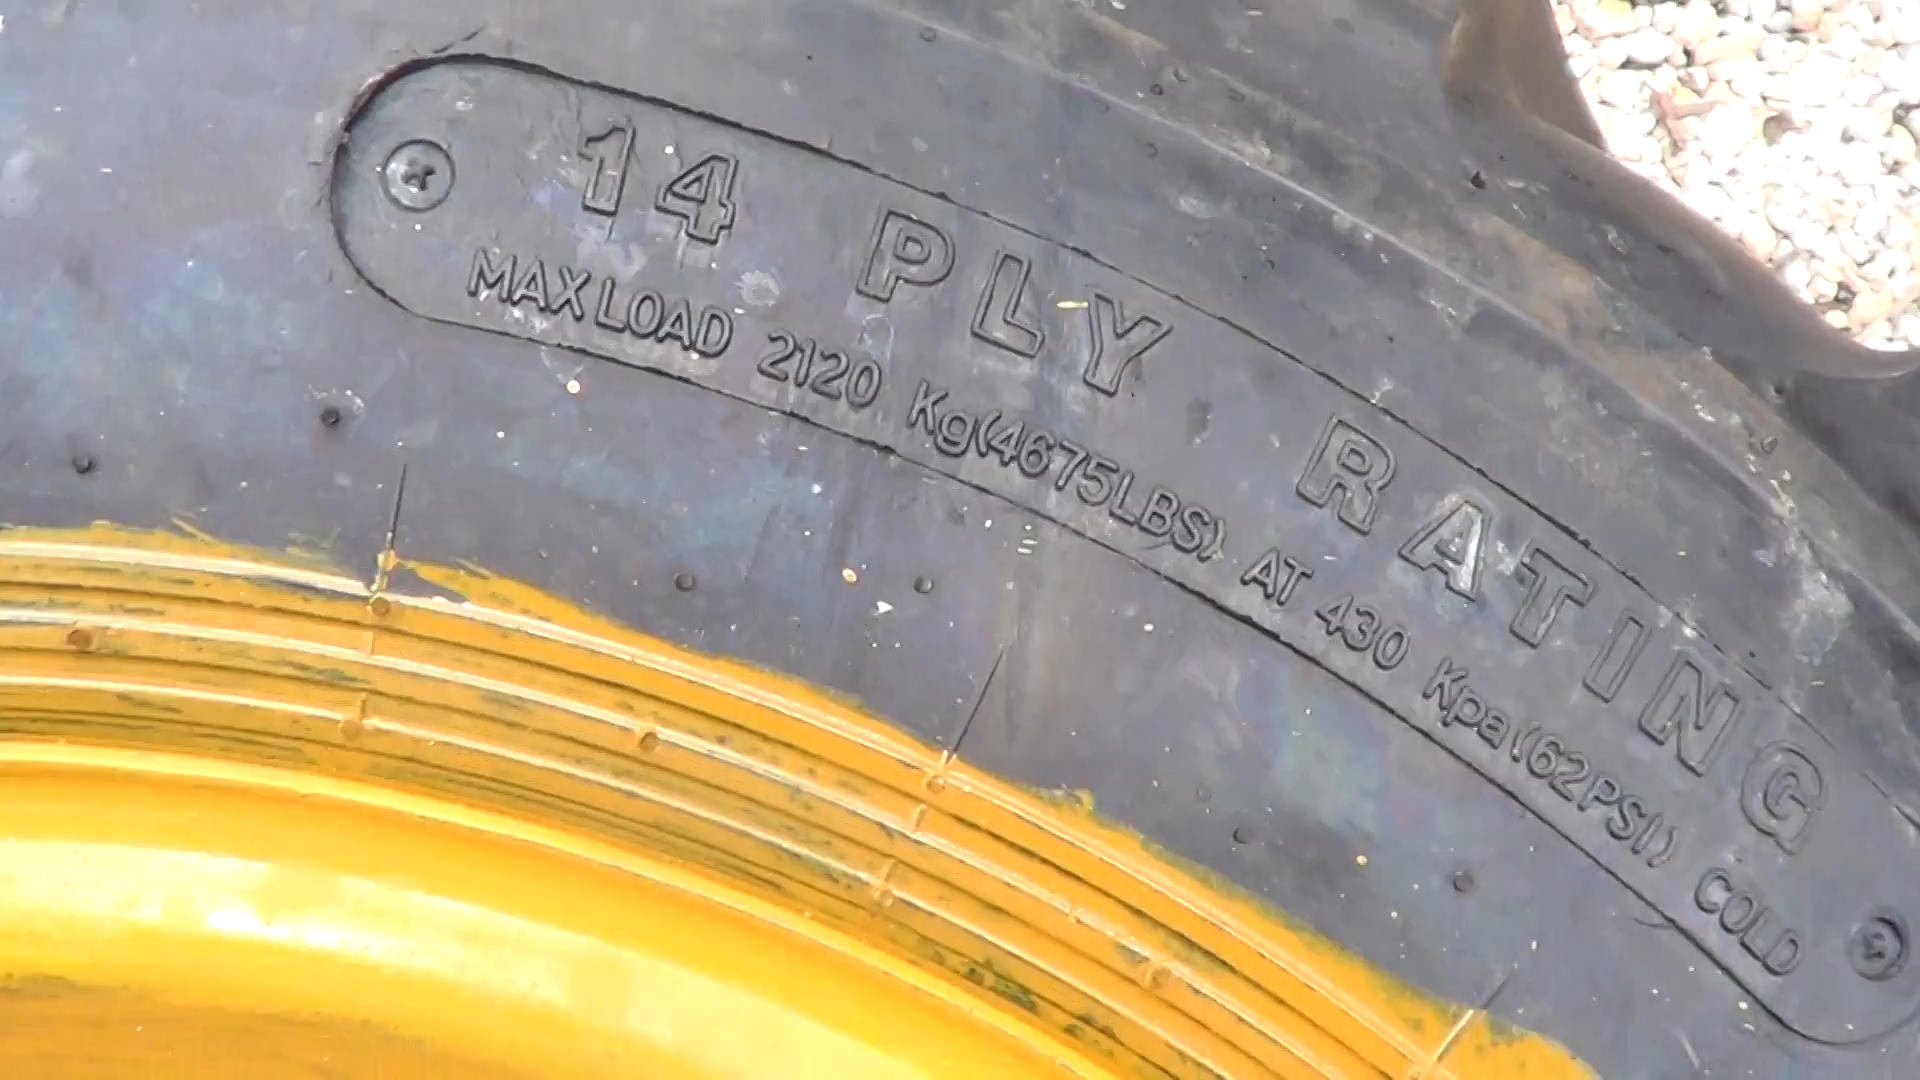 14 PLY RATING
MAX LOAD 2120 Kg(4675LBS) AT 430 Kpa(62PSI) COLD